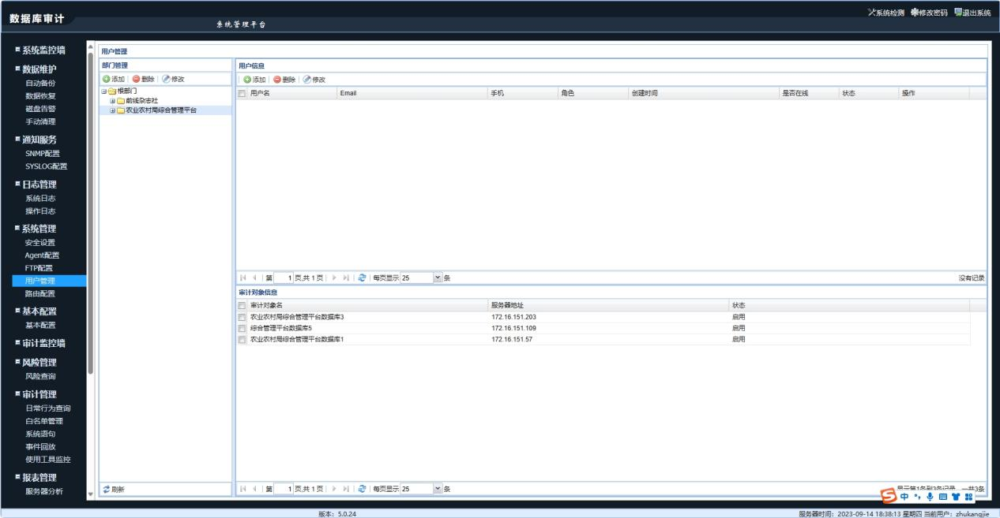 数据库审计
系统管理平台
系统检测 修改密码 退出系统
系统监控墙
数据维护
自动备份
数据恢复
磁盘告警
手动清理
通知服务
SNMP配置
SYSLOG配置
日志管理
系统日志
操作日志
系统管理
安全设置
Agent配置
FTP配置
用户管理
路由配置
基本配置
基本配置
审计监控墙
风险管理
风险查询
审计管理
日常行为查询
白名单管理
系统语句
事件回放
使用工具监控
报表管理
服务器分析
用户管理
部门管理
添加 删除 修改
根部门
前线杂志社
农业农村局综合管理平台
刷新
用户信息
添加 删除 修改
用户名 Email 手机 角色 创建时间 是否在线 状态 操作
第 1 页,共 1 页 每页显示 25 条 没有记录
审计对象信息
审计对象名 服务器地址 状态
农业农村局综合管理平台数据库3 172.16.151.203 启用
综合管理平台数据库5 172.16.151.109 启用
农业农村局综合管理平台数据库1 172.16.151.57 启用
第 1 页,共 1 页 每页显示 25 条 显示第1条到3条记录，一共3条
中
版本: 5.0.24 服务器时间: 2023-09-14 18:38:13 星期四 当前用户: zhukangjie